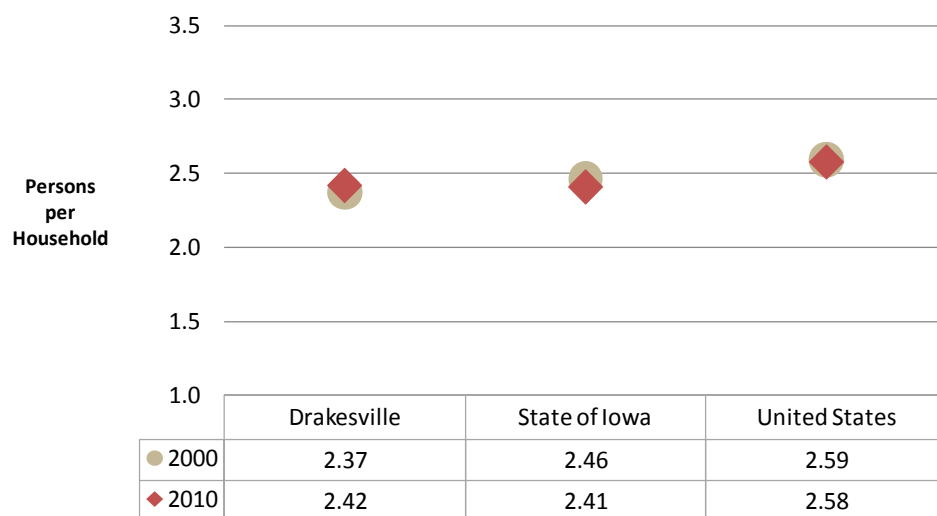 3.5
3.0
2.5
2.0
1.5
1.0
Persons
per
Household
Drakesville State of Iowa United States
2000 2.37 2.46 2.59
2010 2.42 2.41 2.58